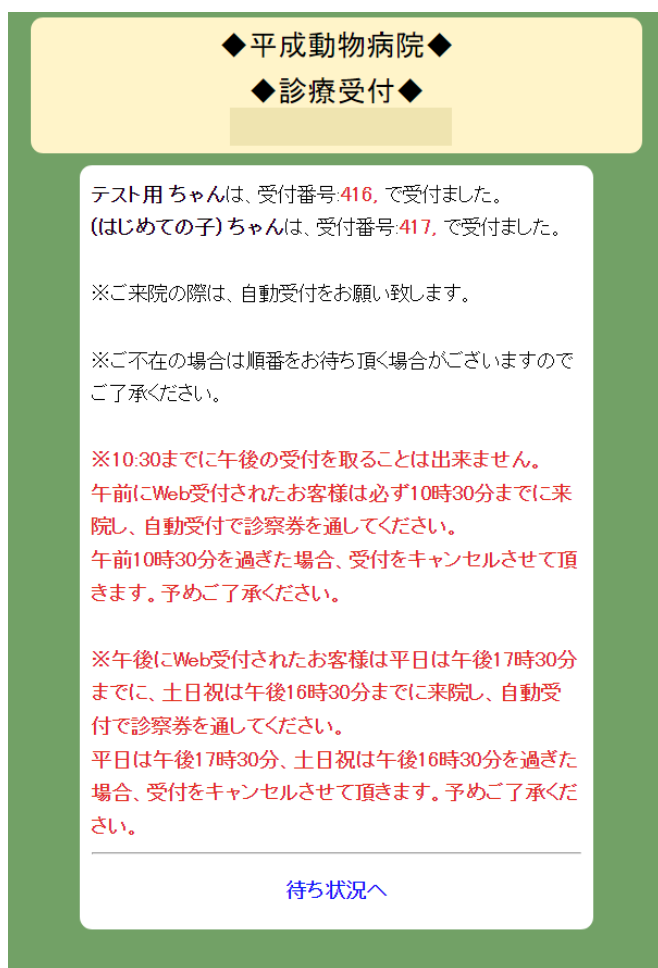 ◆平成動物病院◆
◆診療受付◆
テスト用 ちゃんは、受付番号:416, で受付ました。
(はじめての子) ちゃんは、受付番号:417, で受付ました。
※ご来院の際は、自動受付をお願い致します。
※ご不在の場合は順番をお待ち頂く場合がございますので
ご了承ください。
※10:30までに午後の受付を取ることは出来ません。
午前にWeb受付されたお客様は必ず10時30分までに来
院し、自動受付で診察券を通してください。
午前10時30分を過ぎた場合、受付をキャンセルさせて頂
きます。予めご了承ください。
※午後にWeb受付されたお客様は平日は午後17時30分
までに、土日祝は午後16時30分までに来院し、自動受
付で診察券を通してください。
平日は午後17時30分、土日祝は午後16時30分を過ぎた
場合、受付をキャンセルさせて頂きます。予めご了承くだ
さい。
待ち状況へ